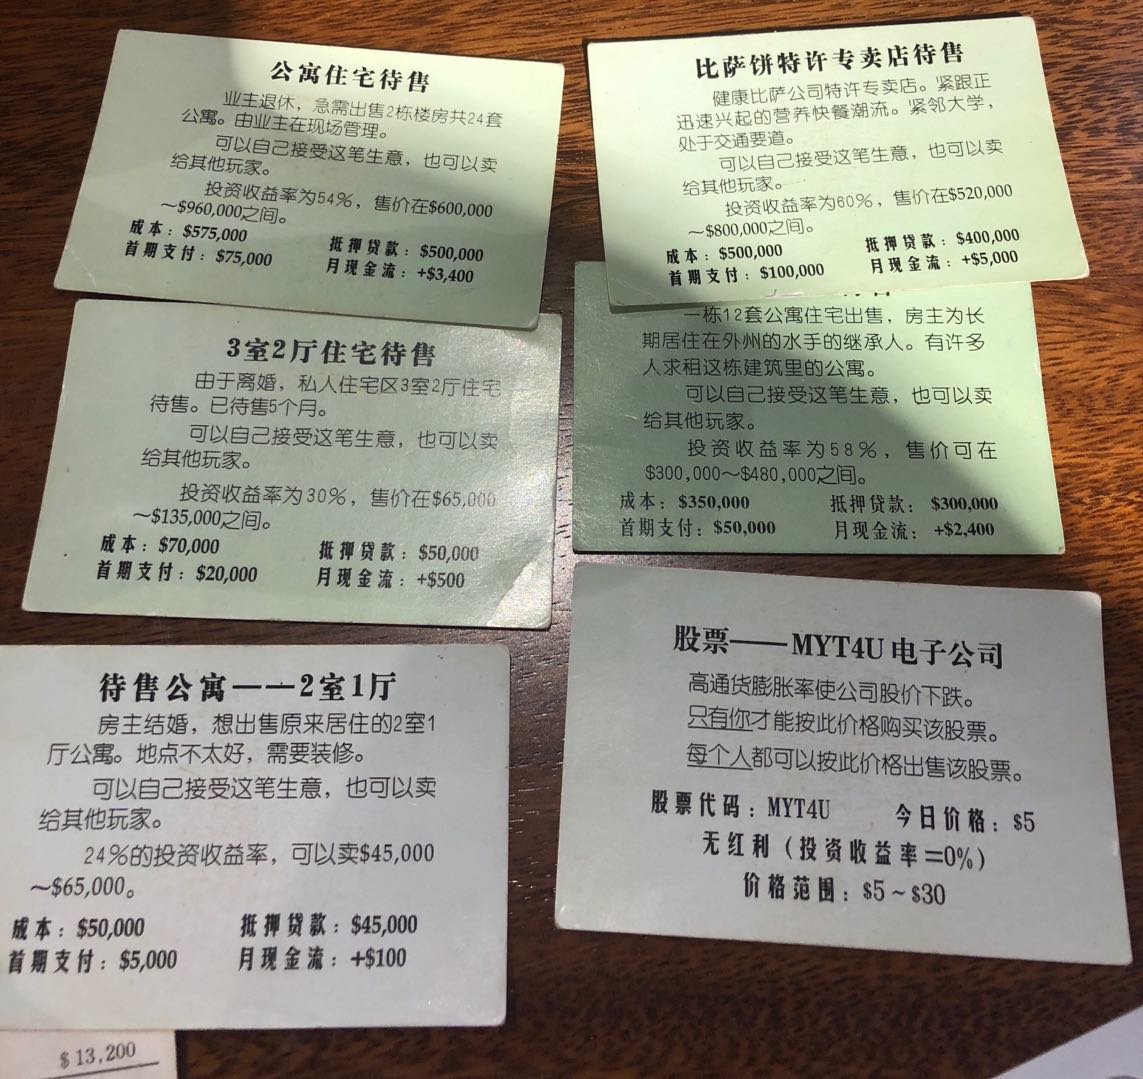 公寓住宅待售
业主退休，急需出售2栋楼房共24套
公寓。由业主在现场管理。
可以自己接受这笔生意，也可以卖
给其他玩家。
投资收益率为54%，售价在$600,000
～$960,000之间。
成本：$575,000 抵押贷款：$500,000
首期支付：$75,000 月现金流：+$3,400
比萨饼特许专卖店待售
健康比萨公司特许专卖店。紧跟正
迅速兴起的营养快餐潮流。紧邻大学，
处于交通要道。
可以自己接受这笔生意，也可以卖
给其他玩家。
投资收益率为60%，售价在$520,000
～$800,000之间。
成本：$500,000 抵押贷款：$400,000
首期支付：$100,000 月现金流：+$5,000
3室2厅住宅待售
由于离婚，私人住宅区3室2厅住宅
待售。已待售5个月。
可以自己接受这笔生意，也可以卖
给其他玩家。
投资收益率为30%，售价在$65,000
～$135,000之间。
成本：$70,000 抵押贷款：$50,000
首期支付：$20,000 月现金流：+$500
一栋12套公寓住宅出售，房主为长
期居住在外州的水手的继承人。有许多
人求租这栋建筑里的公寓。
可以自己接受这笔生意，也可以卖
给其他玩家。
投资收益率为58%，售价可在
$300,000～$480,000之间。
成本：$350,000 抵押贷款：$300,000
首期支付：$50,000 月现金流：+$2,400
待售公寓——2室1厅
房主结婚，想出售原来居住的2室1
厅公寓。地点不太好，需要装修。
可以自己接受这笔生意，也可以卖
给其他玩家。
24%的投资收益率，可以卖$45,000
～$65,000。
成本：$50,000 抵押贷款：$45,000
首期支付：$5,000 月现金流：+$100
股票——MYT4U电子公司
高通货膨胀率使公司股价下跌。
只有你才能按此价格购买该股票。
每个人都可以按此价格出售该股票。
股票代码：MYT4U 今日价格：$5
无红利（投资收益率=0%）
价格范围：$5～$30
$13,200